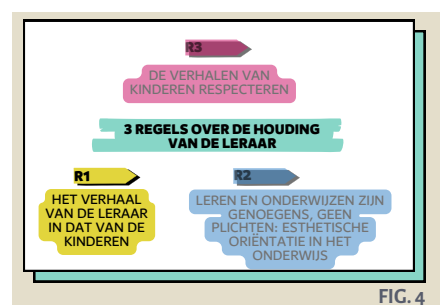 R3
DE VERHALEN VAN
KINDEREN RESPECTEREN
3 REGELS OVER DE HOUDING
VAN DE LERAAR
R1
HET VERHAAL
VAN DE LERAAR
IN DAT VAN DE
KINDEREN
R2
LEREN EN ONDERWIJZEN ZIJN
GENOEGENS, GEEN
PLICHTEN: ESTHETISCHE
ORIËNTATIE IN HET
ONDERWIJS
FIG. 4